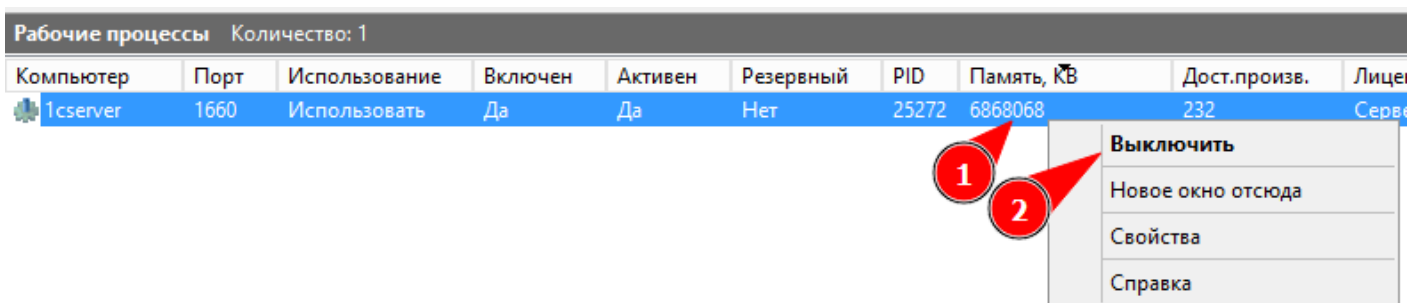 Рабочие процессы Количество: 1
Компьютер Порт Использование Включен Активен Резервный PID Память, КВ Дост.произв.
1cserver 1660 Использовать Да Да Нет 25272 6868068 232
Выключить
1
Новое окно отсюда
2
Свойства
Справка